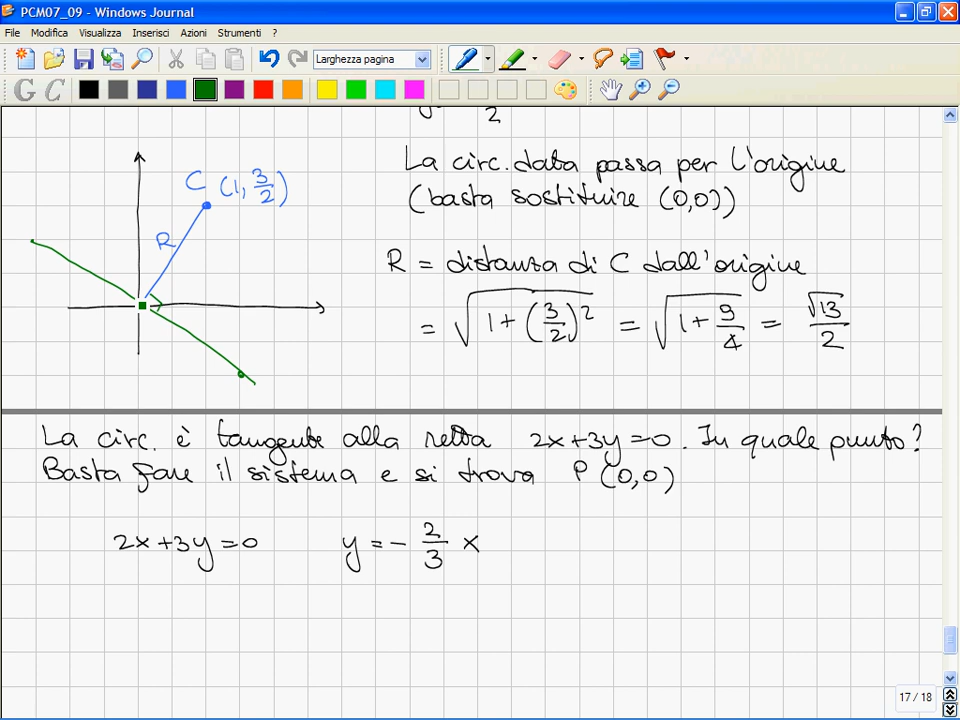 PCM07_09 - Windows Journal
File Modifica Visualizza Inserisci Azioni Strumenti ?
Larghezza pagina
G C
2
La circ. data passa per l'origine
(basta sostituire (0,0))
C (1, 3/2)
R
R = distanza di C dall'origine
= √(1 + (3/2)²) = √(1 + 9/4) = √13/2
La circ. è tangente alla retta 2x+3y=0. In quale punto?
Basta fare il sistema e si trova P(0,0)
2x+3y=0 y = - 2/3 x
17 / 18